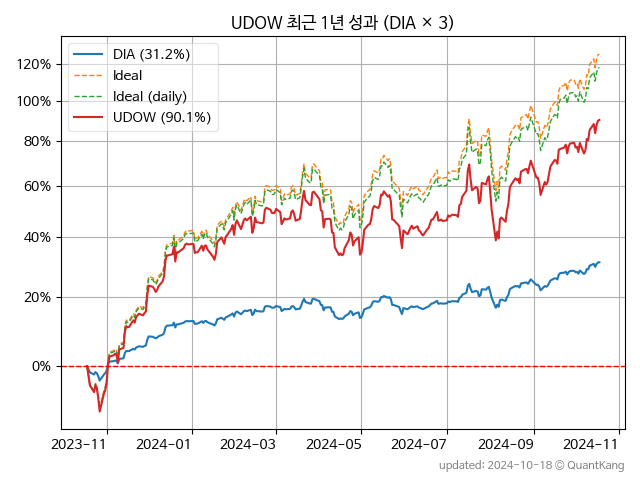 UDOW 최근 1년 성과 (DIA × 3)
DIA (31.2%)
Ideal
Ideal (daily)
UDOW (90.1%)
120%
100%
80%
60%
40%
20%
0%
2023-11 2024-01 2024-03 2024-05 2024-07 2024-09 2024-11
updated: 2024-10-18 © QuantKang